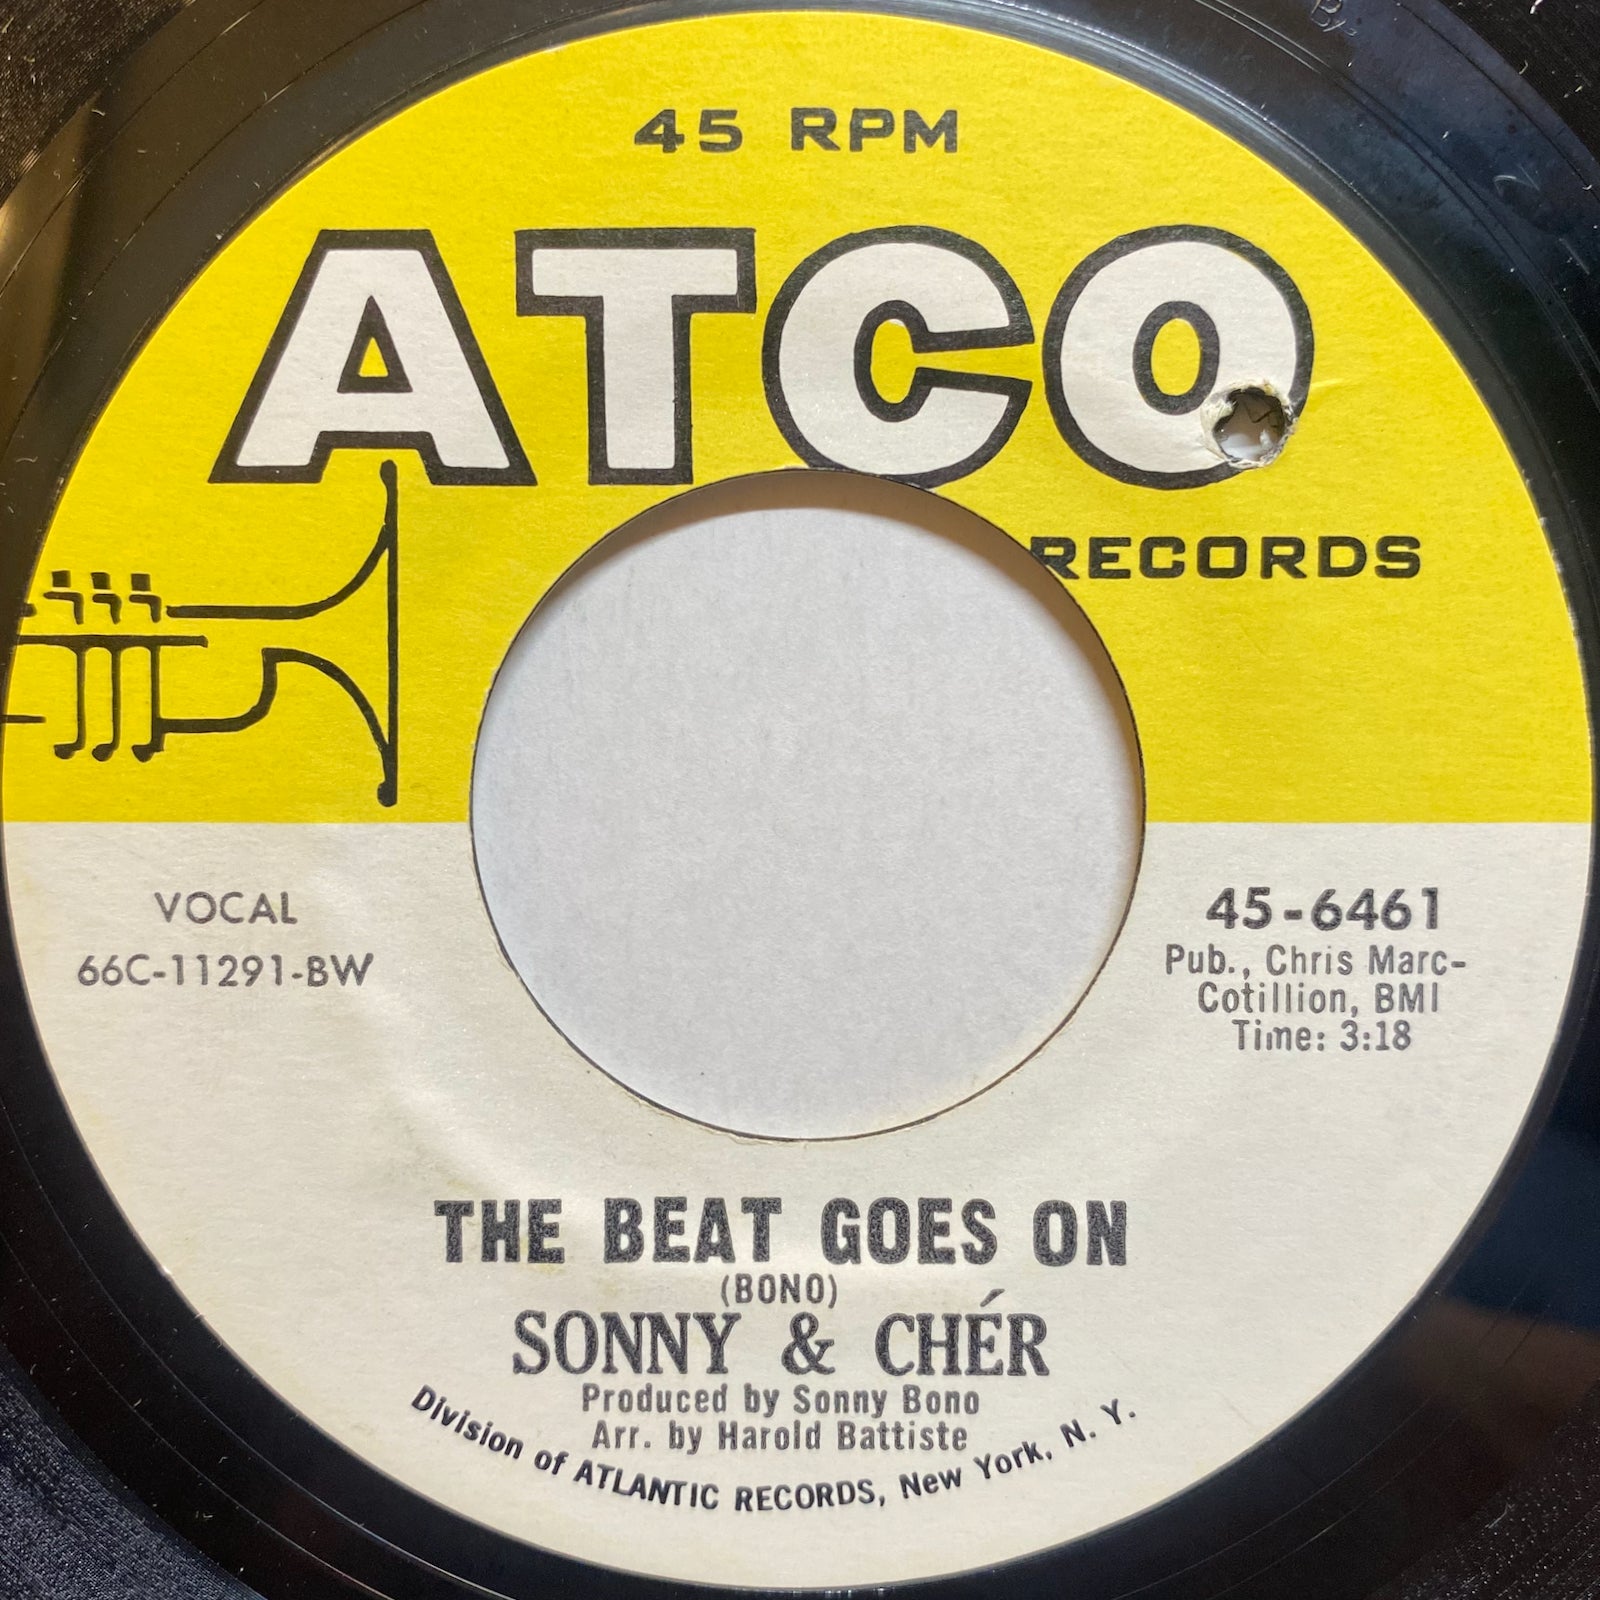 45 RPM
ATCO
RECORDS
VOCAL
66C-11291-BW
45-6461
Pub., Chris Marc-
Cotillion, BMI
Time: 3:18
THE BEAT GOES ON
(BONO)
SONNY & CHÉR
Produced by Sonny Bono
Arr. by Harold Battiste
Division of ATLANTIC RECORDS, New York, N. Y.